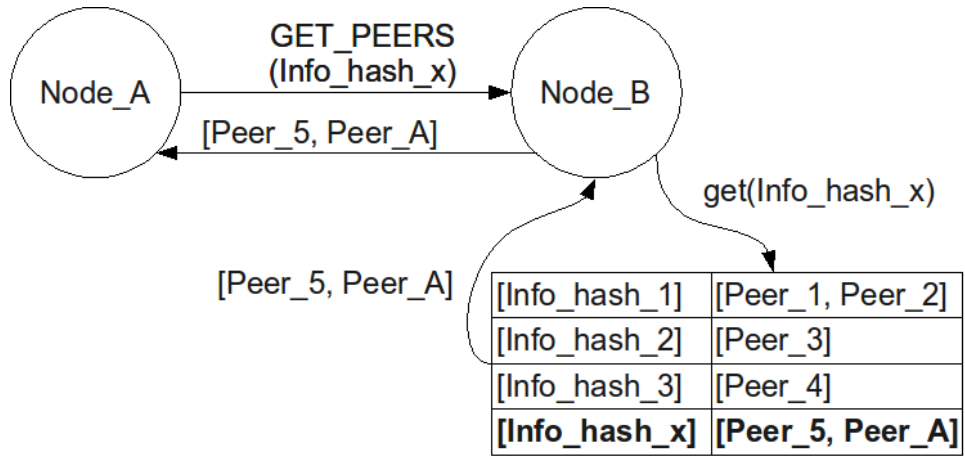 GET_PEERS
(Info_hash_x)
Node_A
Node_B
[Peer_5, Peer_A]
get(Info_hash_x)
[Peer_5, Peer_A]
[Info_hash_1] [Peer_1, Peer_2]
[Info_hash_2] [Peer_3]
[Info_hash_3] [Peer_4]
[Info_hash_x] [Peer_5, Peer_A]